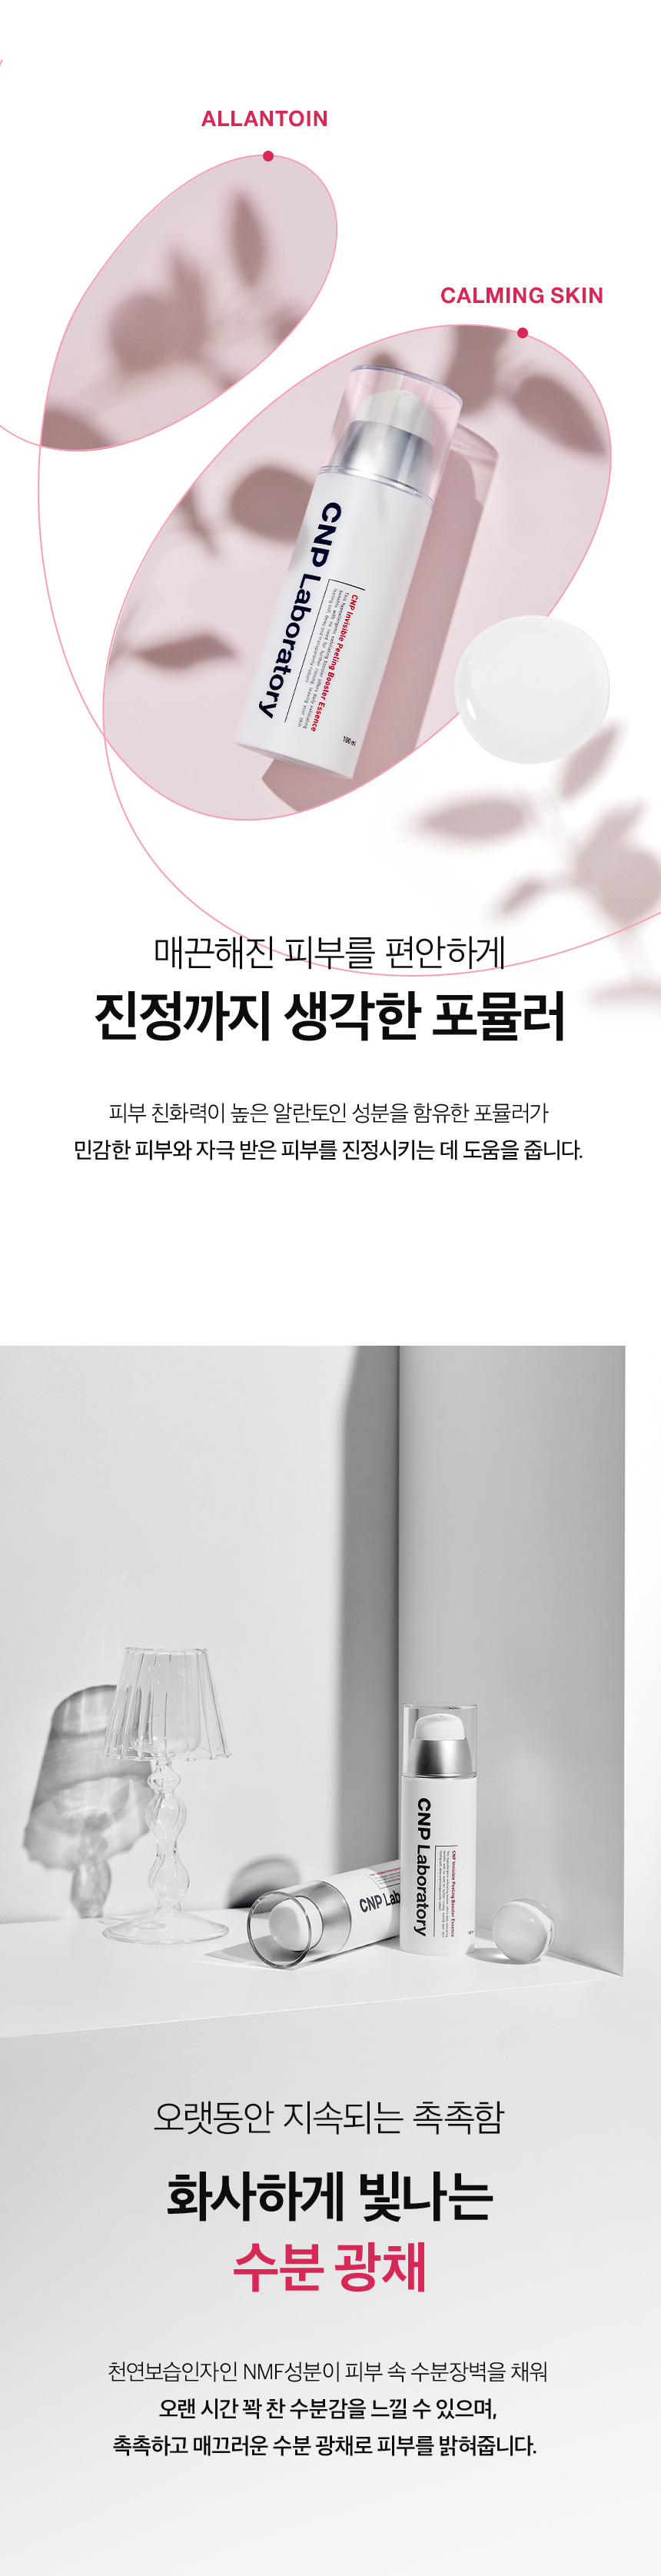 ALLANTOIN
CALMING SKIN
CNP Laboratory
CNP Invisible Peeling Booster Essence
100 ml
매끈해진 피부를 편안하게
진정까지 생각한 포뮬러
피부 친화력이 높은 알란토인 성분을 함유한 포뮬러가
민감한 피부와 자극 받은 피부를 진정시키는 데 도움을 줍니다.
CNP Laboratory
CNP Invisible Peeling Booster Essence
CNP Lab
오랫동안 지속되는 촉촉함
화사하게 빛나는
수분 광채
천연보습인자인 NMF성분이 피부 속 수분장벽을 채워
오랜 시간 꽉 찬 수분감을 느낄 수 있으며,
촉촉하고 매끄러운 수분 광채로 피부를 밝혀줍니다.